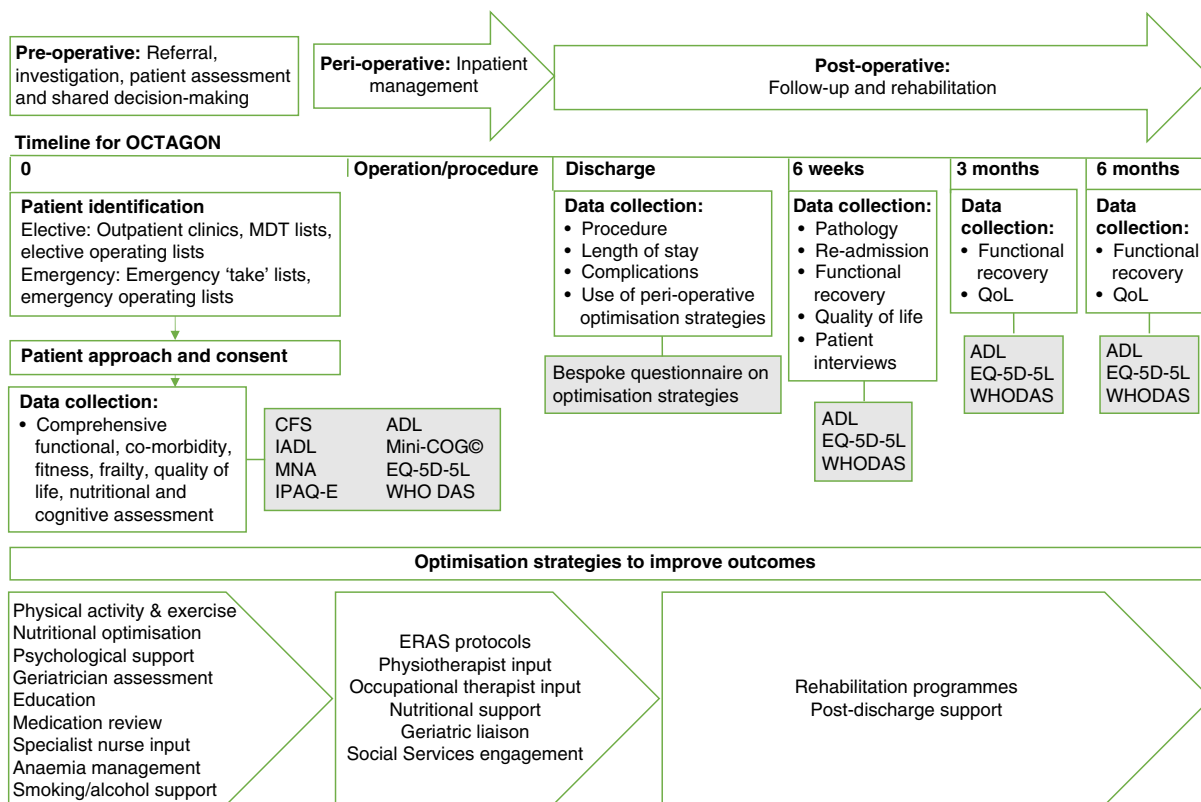 Pre-operative: Referral,
investigation, patient assessment
and shared decision-making
Peri-operative: Inpatient
management
Post-operative:
Follow-up and rehabilitation
Timeline for OCTAGON
0
Operation/procedure
Discharge
6 weeks
3 months
6 months
Patient identification
Elective: Outpatient clinics, MDT lists,
elective operating lists
Emergency: Emergency ‘take’ lists,
emergency operating lists
Patient approach and consent
Data collection:
• Comprehensive
functional, co-morbidity,
fitness, frailty, quality of
life, nutritional and
cognitive assessment
CFS ADL
IADL Mini-COG©
MNA EQ-5D-5L
IPAQ-E WHO DAS
Data collection:
• Procedure
• Length of stay
• Complications
• Use of peri-operative
optimisation strategies
Bespoke questionnaire on
optimisation strategies
Data collection:
• Pathology
• Re-admission
• Functional
recovery
• Quality of life
• Patient
interviews
ADL
EQ-5D-5L
WHODAS
Data
collection:
• Functional
recovery
• QoL
ADL
EQ-5D-5L
WHODAS
Data
collection:
• Functional
recovery
• QoL
ADL
EQ-5D-5L
WHODAS
Optimisation strategies to improve outcomes
Physical activity & exercise
Nutritional optimisation
Psychological support
Geriatrician assessment
Education
Medication review
Specialist nurse input
Anaemia management
Smoking/alcohol support
ERAS protocols
Physiotherapist input
Occupational therapist input
Nutritional support
Geriatric liaison
Social Services engagement
Rehabilitation programmes
Post-discharge support